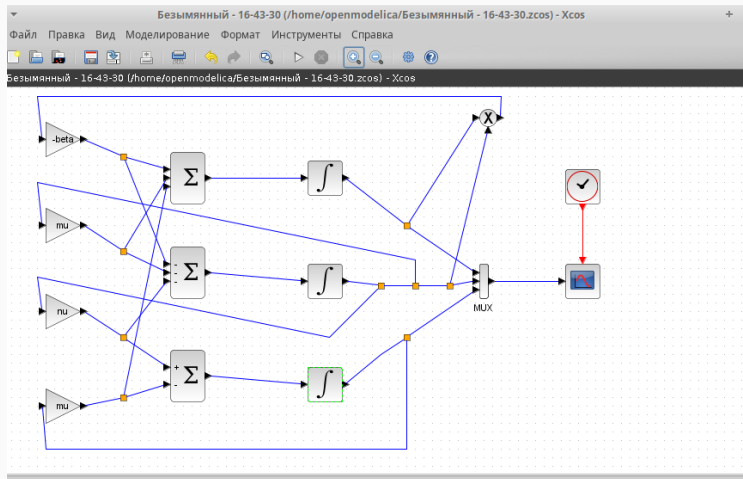 Безымянный - 16-43-30 (/home/openmodelica/Безымянный - 16-43-30.zcos) - Xcos
Файл Правка Вид Моделирование Формат Инструменты Справка
Безымянный - 16-43-30 (/home/openmodelica/Безымянный - 16-43-30.zcos) - Xcos
X
-beta
Σ
∫
mu
-
-
-
Σ
∫
MUX
nu
+
-
Σ
∫
mu